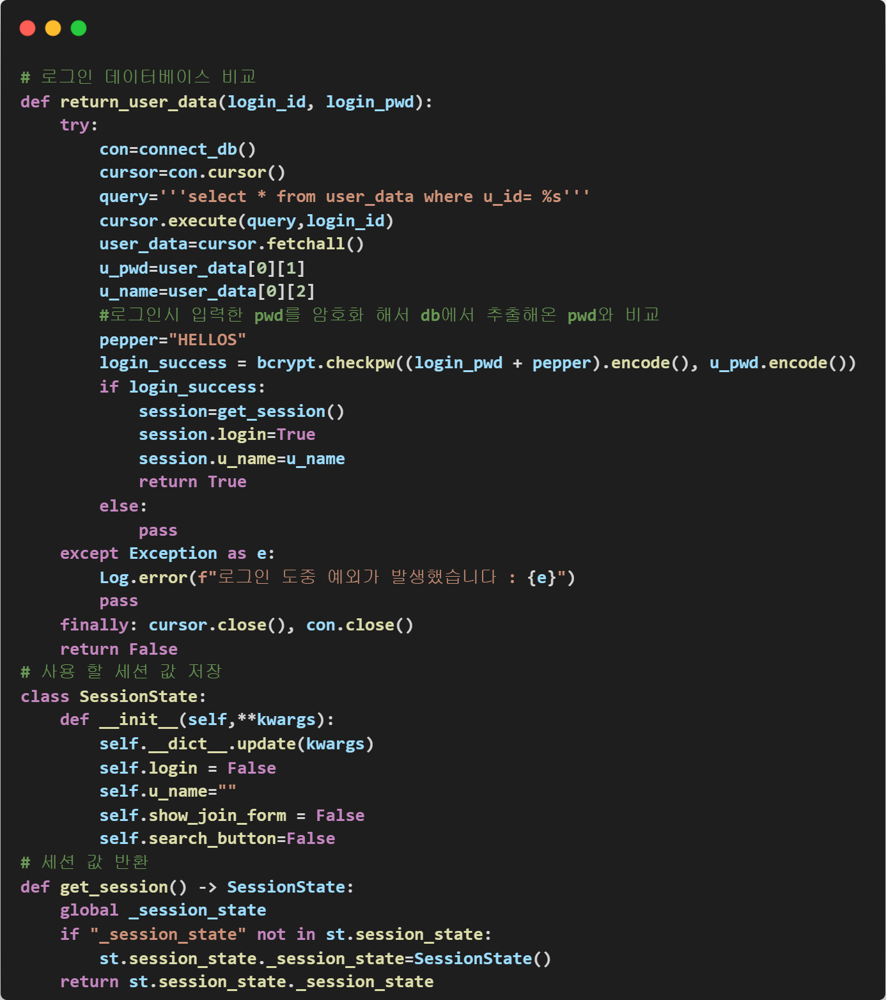 # 로그인 데이터베이스 비교
def return_user_data(login_id, login_pwd):
    try:
        con=connect_db()
        cursor=con.cursor()
        query='''select * from user_data where u_id= %s'''
        cursor.execute(query,login_id)
        user_data=cursor.fetchall()
        u_pwd=user_data[0][1]
        u_name=user_data[0][2]
        #로그인시 입력한 pwd를 암호화 해서 db에서 추출해온 pwd와 비교
        pepper="HELLOS"
        login_success = bcrypt.checkpw((login_pwd + pepper).encode(), u_pwd.encode())
        if login_success:
            session=get_session()
            session.login=True
            session.u_name=u_name
            return True
        else:
            pass
    except Exception as e:
        Log.error(f"로그인 도중 예외가 발생했습니다 : {e}")
        pass
    finally: cursor.close(), con.close()
    return False
# 사용 할 세션 값 저장
class SessionState:
    def __init__(self,**kwargs):
        self.__dict__.update(kwargs)
        self.login = False
        self.u_name=""
        self.show_join_form = False
        self.search_button=False
# 세션 값 반환
def get_session() -> SessionState:
    global _session_state
    if "_session_state" not in st.session_state:
        st.session_state._session_state=SessionState()
    return st.session_state._session_state